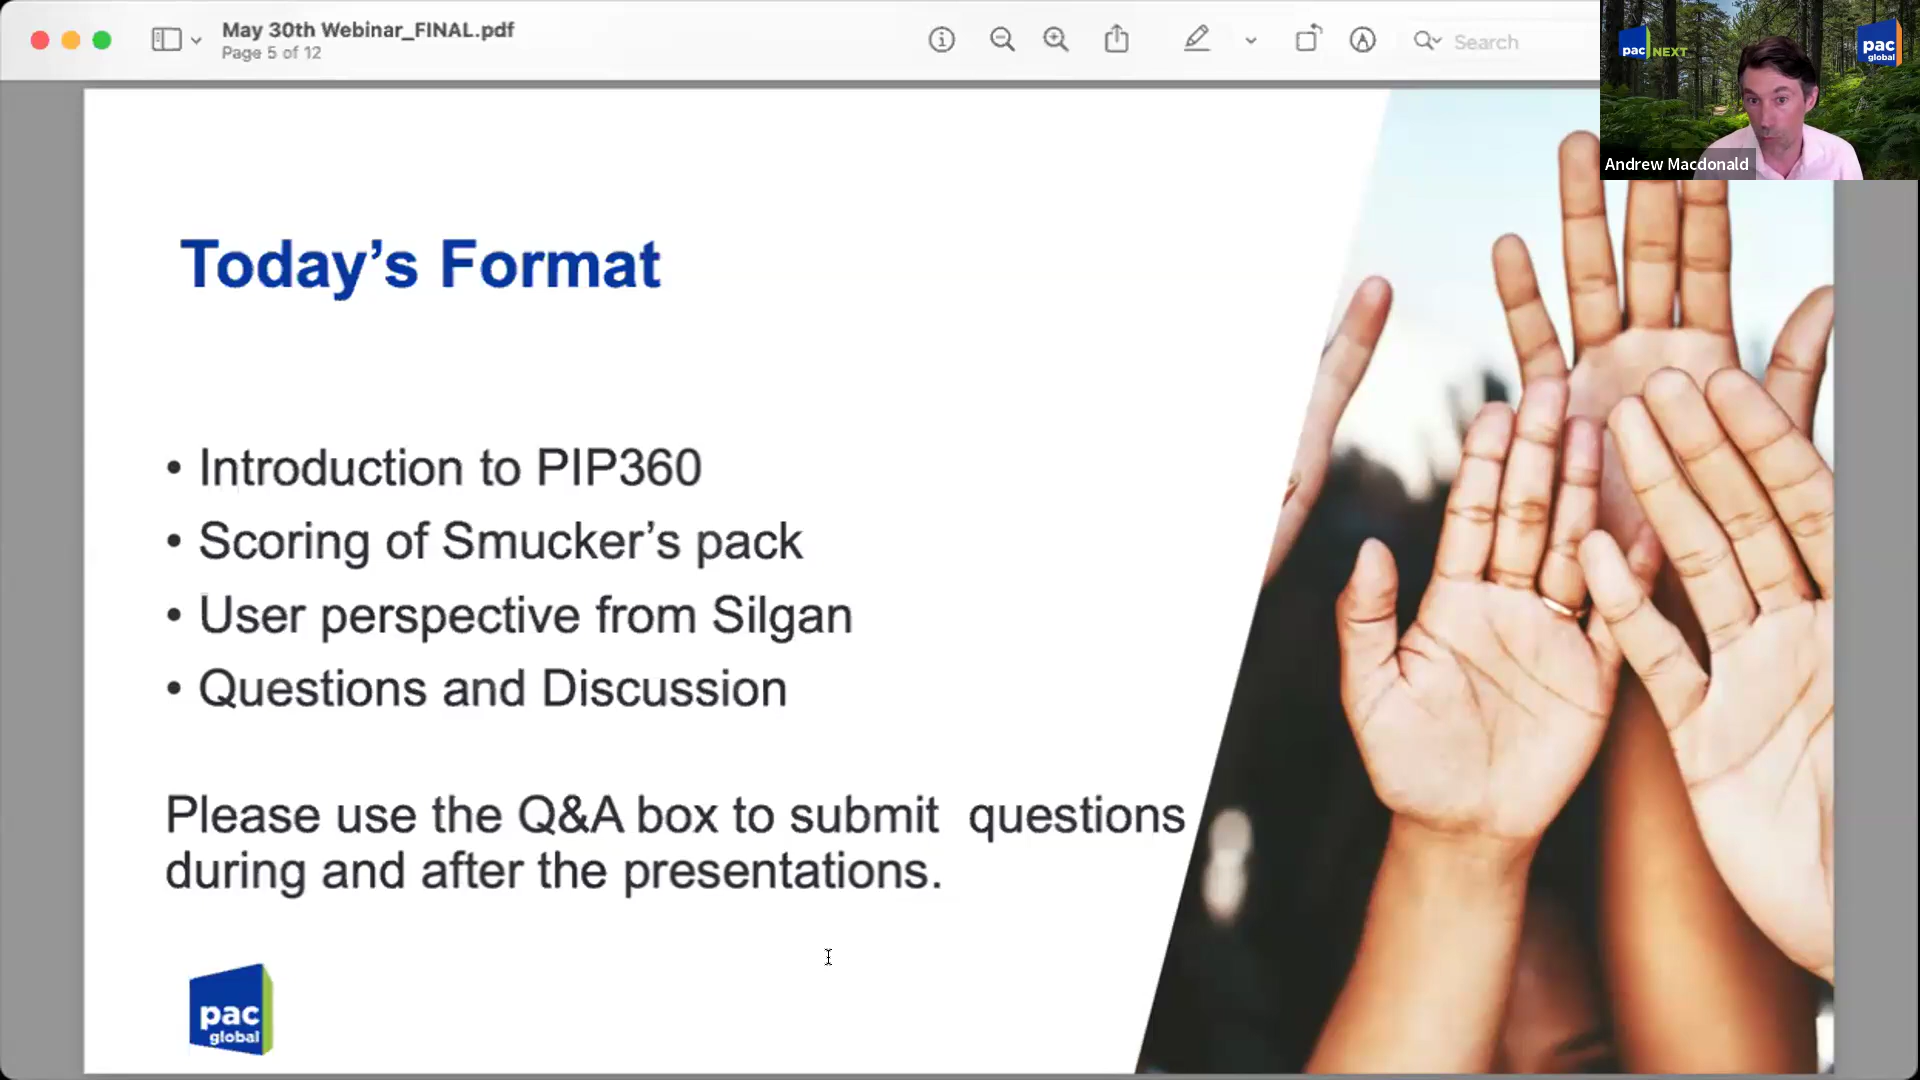 May 30th Webinar_FINAL.pdf
Page 5 of 12
Search
pac NEXT
pac
global
Andrew Macdonald
Today’s Format
• Introduction to PIP360
• Scoring of Smucker’s pack
• User perspective from Silgan
• Questions and Discussion
Please use the Q&A box to submit  questions
during and after the presentations.
pac
global